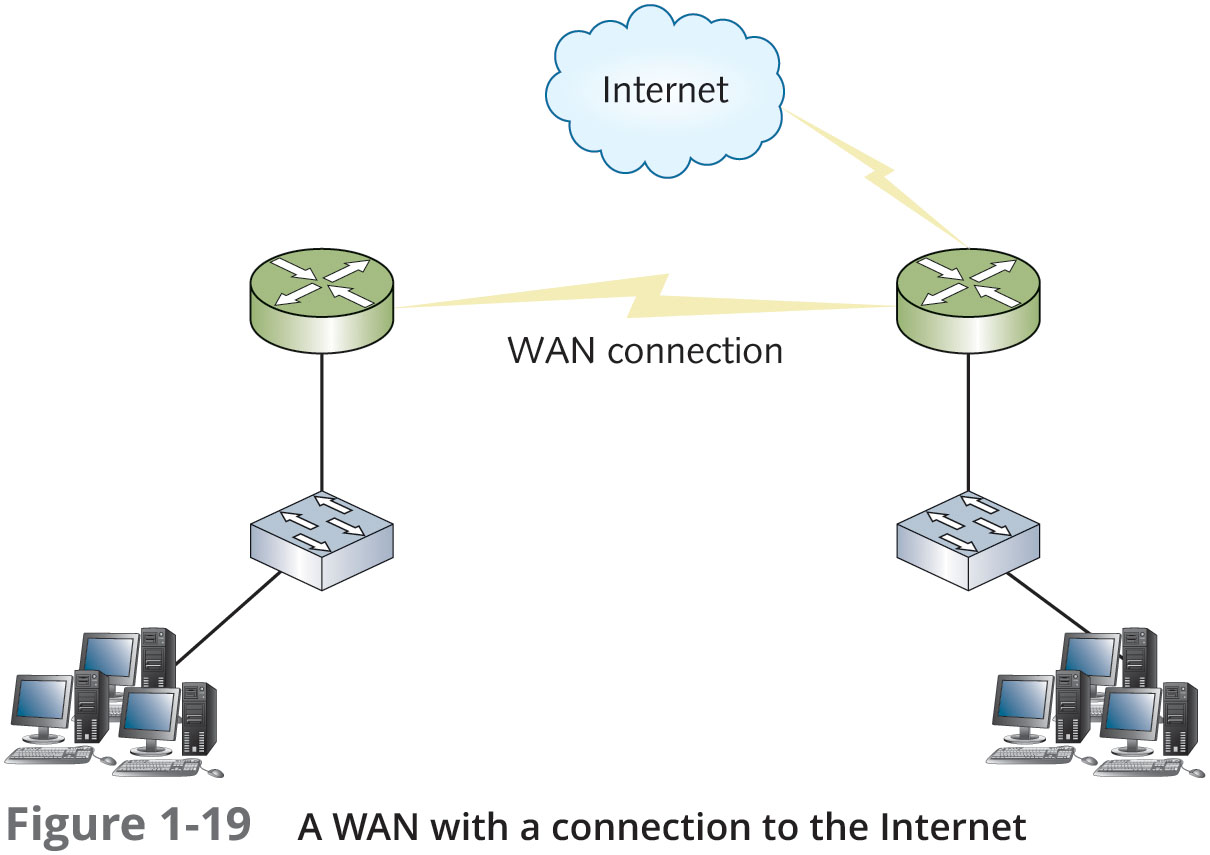 Internet
WAN connection
Figure 1-19 A WAN with a connection to the Internet